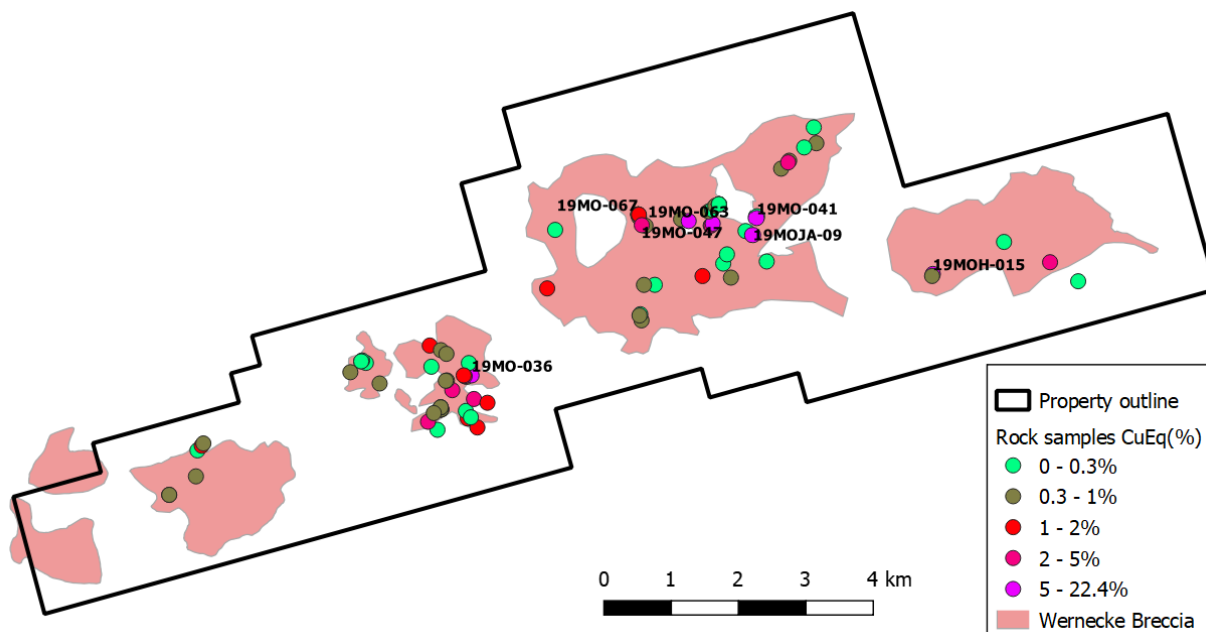 19MO-067
19MO-063
19MO-041
19MO-047
19MOJA-09
19MOH-015
19MO-036
Property outline
Rock samples CuEq(%)
0 - 0.3%
0.3 - 1%
1 - 2%
2 - 5%
5 - 22.4%
Wernecke Breccia
0 1 2 3 4 km